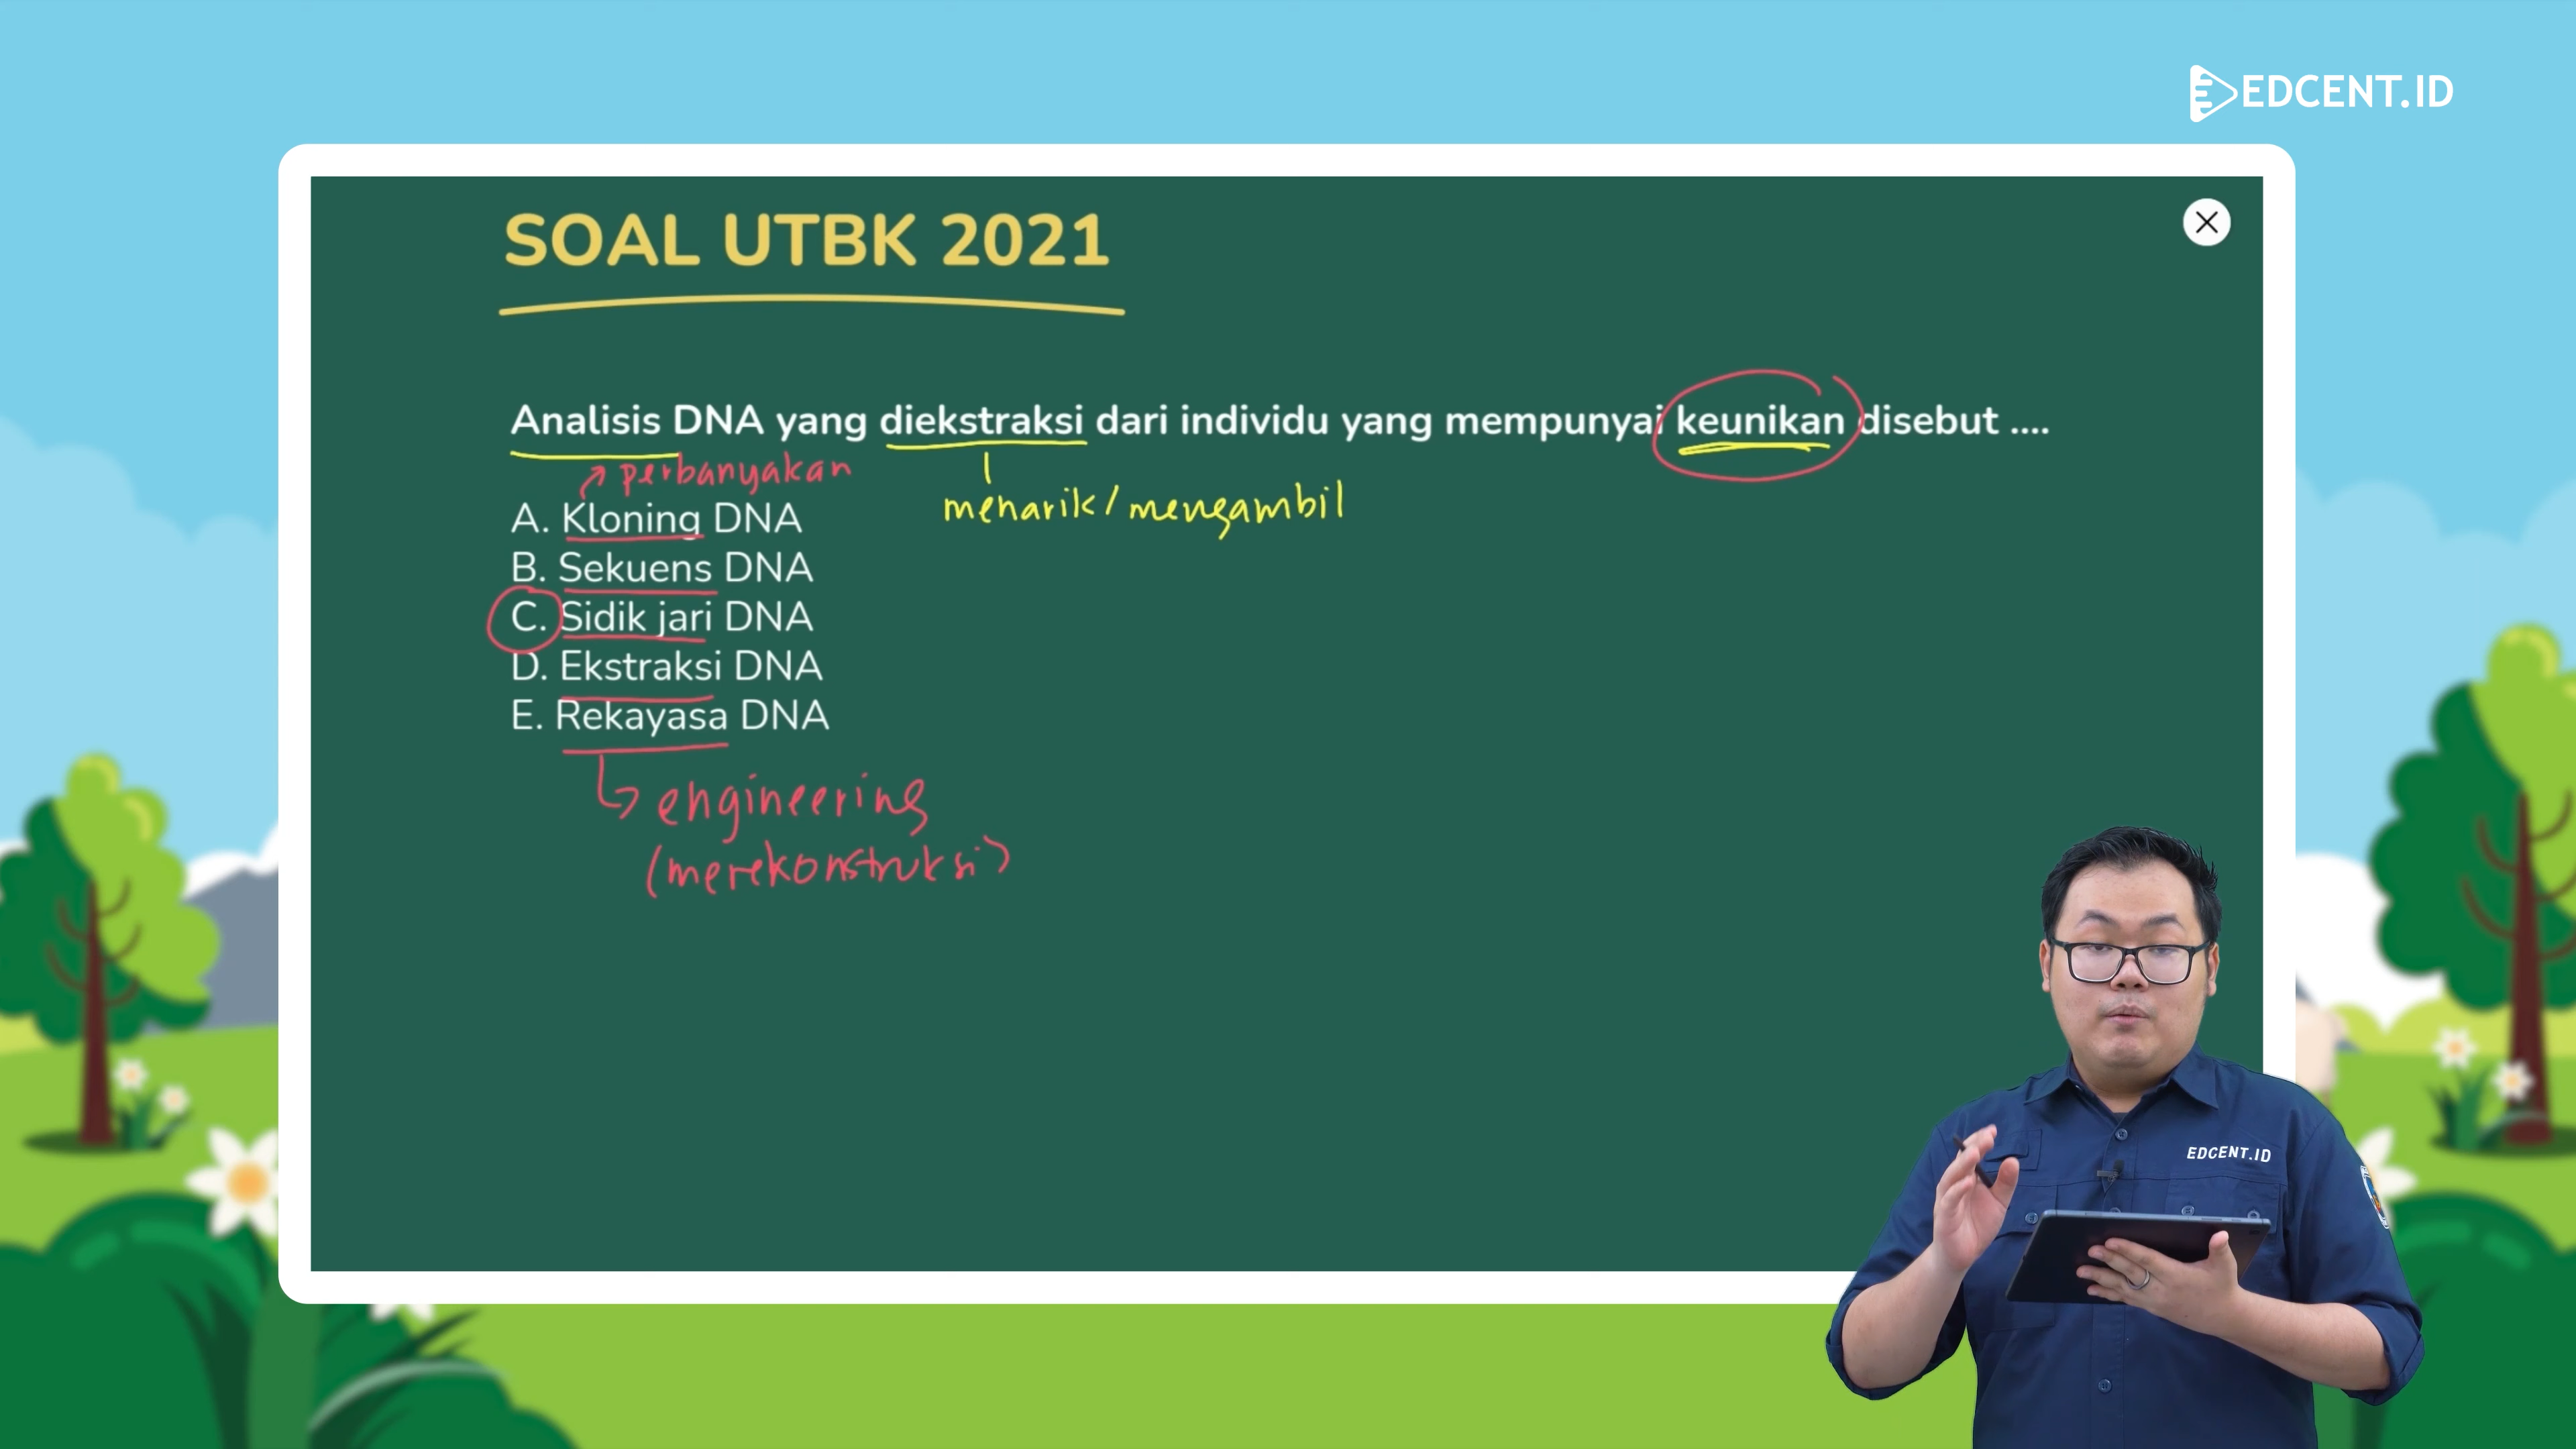 EDCENT.ID
SOAL UTBK 2021
Analisis DNA yang diekstraksi dari individu yang mempunyai keunikan disebut ....
perbanyakan
menarik/mengambil
A. Kloning DNA
B. Sekuens DNA
C. Sidik jari DNA
D. Ekstraksi DNA
E. Rekayasa DNA
engineering
(merekonstruksi)
EDCENT.ID